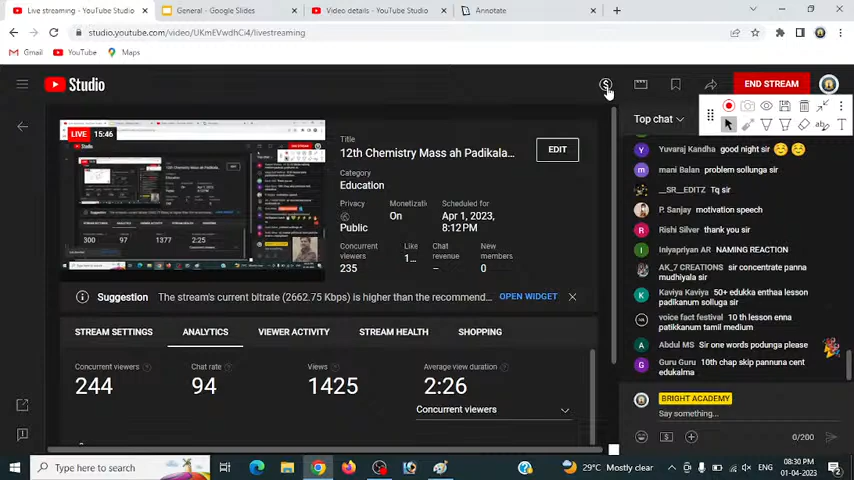 Live streaming - YouTube Studio
General - Google Slides
Video details - YouTube Studio
Annotate
studio.youtube.com/video/UKmEVwdhCi4/livestreaming
Gmail
YouTube
Maps
Studio
END STREAM
LIVE 15:46
Title
12th Chemistry Mass ah Padikala...
EDIT
Category
Education
Privacy
Public
Monetizati
On
Scheduled for
Apr 1, 2023,
8:12 PM
Concurrent
viewers
235
Like
1...
Chat
revenue
–
New
members
0
Suggestion
The stream's current bitrate (2662.75 Kbps) is higher than the recommend...
OPEN WIDGET
STREAM SETTINGS
ANALYTICS
VIEWER ACTIVITY
STREAM HEALTH
SHOPPING
Concurrent viewers
244
Chat rate
94
Views
1425
Average view duration
2:26
Concurrent viewers
Top chat
Yuvaraj Kandha good night sir
mani Balan problem sollunga sir
__SR__EDITZ Tq sir
P. Sanjay motivation speech
Rishi Silver thank you sir
Iniyapriyan AR NAMING REACTION
AK_7 CREATIONS sir concentrate panna
mudhiyala sir
Kaviya Kaviya 50+ edukka enthaa lesson
padikanum solluga sir
voice fact festival 10 th lesson enna
patikkanum tamil medium
Abdul MS Sir one words podunga please
Guru Guru 10th chap skip pannuna cent
edukalma
BRIGHT ACADEMY
Say something...
0/200
Type here to search
29°C Mostly clear
ENG
08:30 PM
01-04-2023